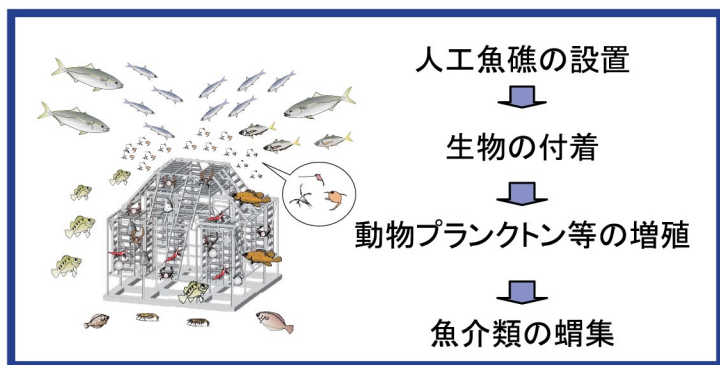 人工魚礁の設置
生物の付着
動物プランクトン等の増殖
魚介類の蝟集